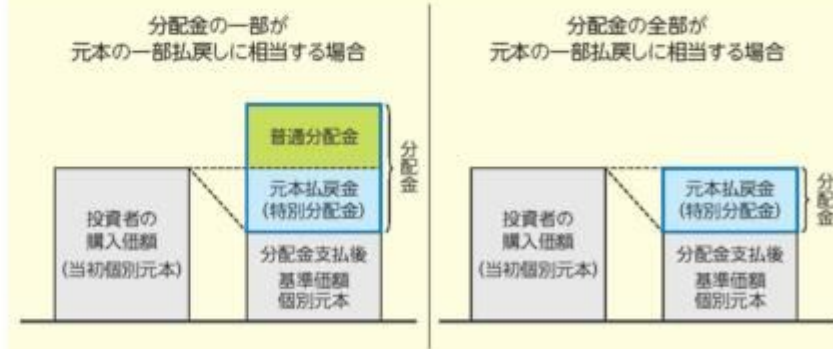 分配金の一部が
元本の一部払戻しに相当する場合
普通分配金
元本払戻金
(特別分配金)
分配金
投資者の
購入価額
(当初個別元本)
分配金支払後
基準価額
個別元本
分配金の全部が
元本の一部払戻しに相当する場合
元本払戻金
(特別分配金)
分配金
投資者の
購入価額
(当初個別元本)
分配金支払後
基準価額
個別元本